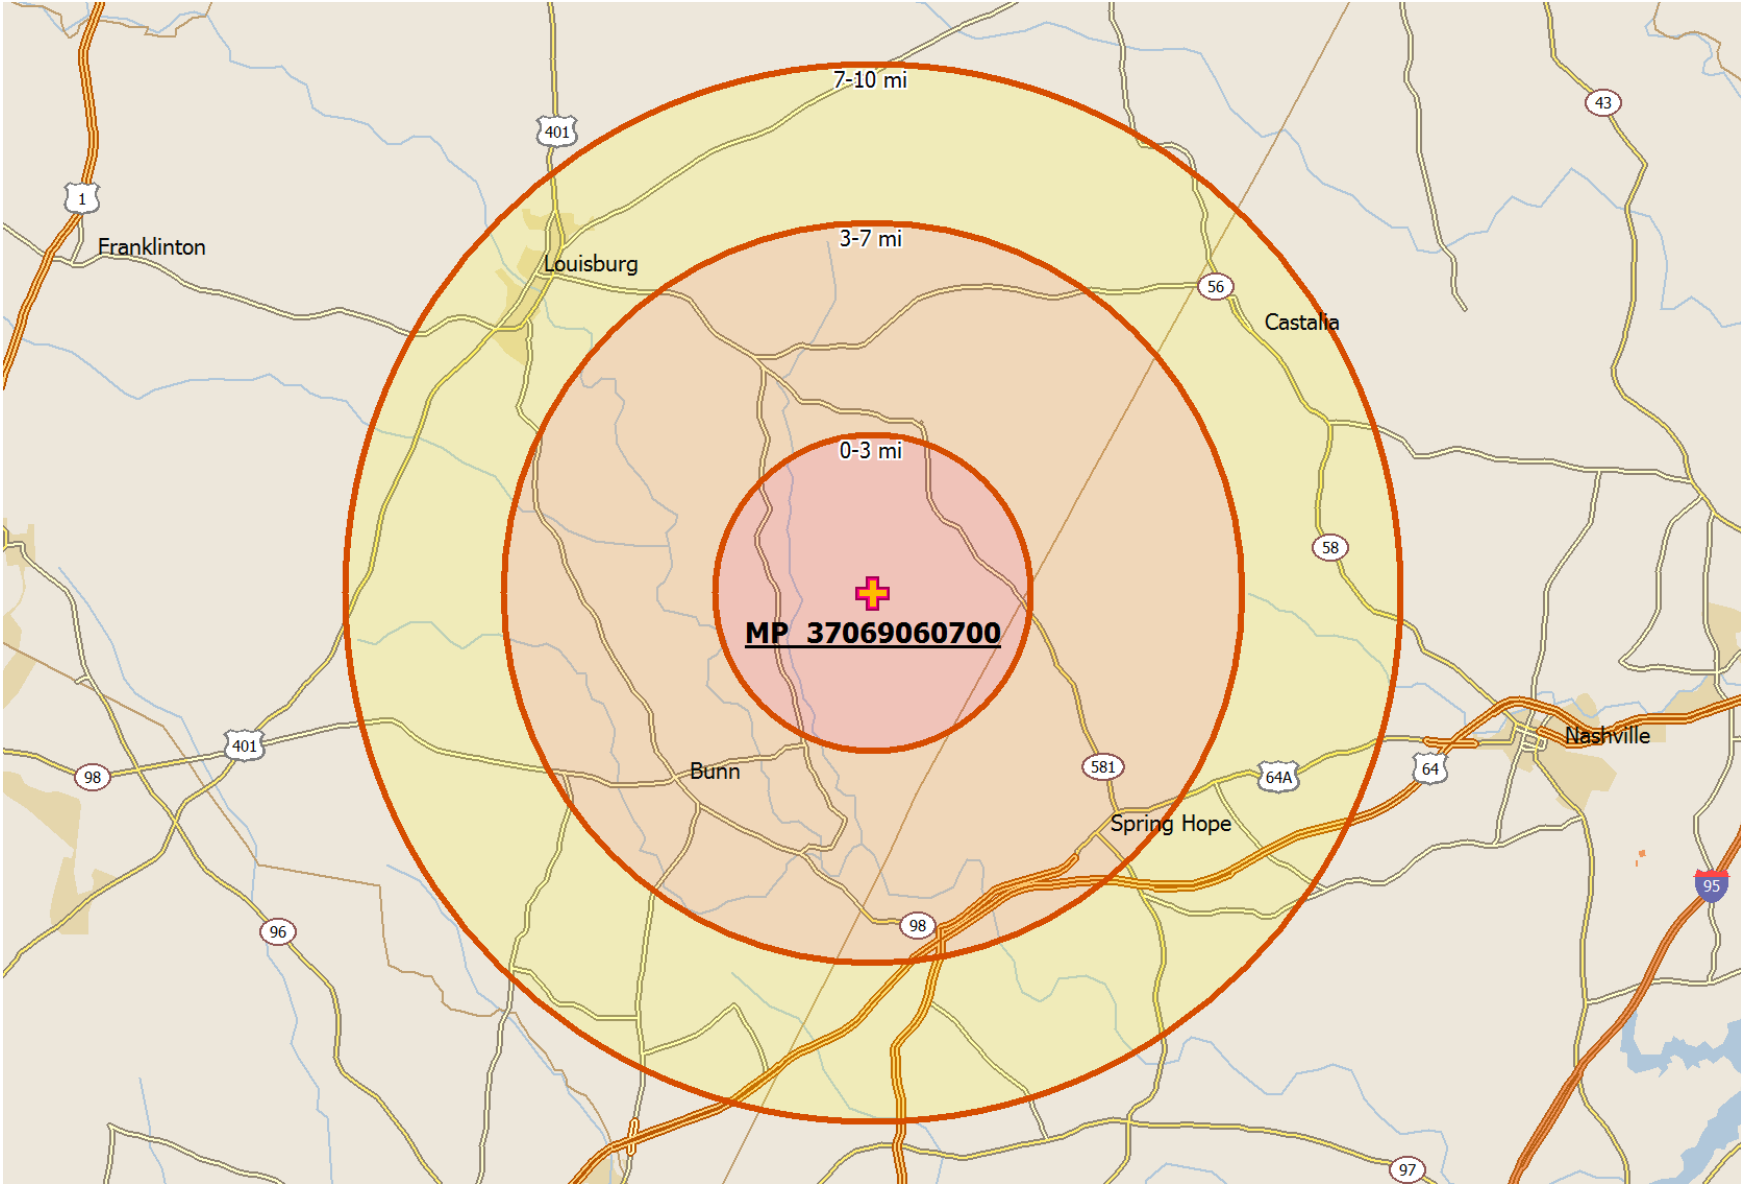 7-10 mi
43
401
1
Franklinton
3-7 mi
Louisburg
56
Castalia
0-3 mi
58
MP 37069060700
401
98
Nashville
64
581
64A
Bunn
Spring Hope
95
98
96
97